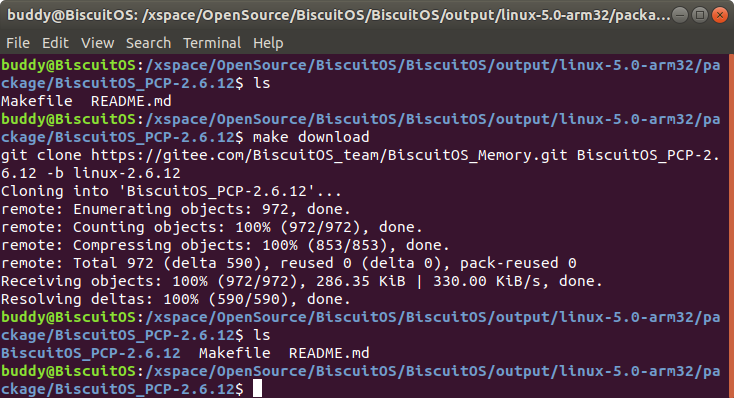 buddy@BiscuitOS: /xspace/OpenSource/BiscuitOS/BiscuitOS/output/linux-5.0-arm32/packa...
File Edit View Search Terminal Help
buddy@BiscuitOS:/xspace/OpenSource/BiscuitOS/BiscuitOS/output/linux-5.0-arm32/pa
ckage/BiscuitOS_PCP-2.6.12$ ls
Makefile  README.md
buddy@BiscuitOS:/xspace/OpenSource/BiscuitOS/BiscuitOS/output/linux-5.0-arm32/pa
ckage/BiscuitOS_PCP-2.6.12$ make download
git clone https://gitee.com/BiscuitOS_team/BiscuitOS_Memory.git BiscuitOS_PCP-2.
6.12 -b linux-2.6.12
Cloning into 'BiscuitOS_PCP-2.6.12'...
remote: Enumerating objects: 972, done.
remote: Counting objects: 100% (972/972), done.
remote: Compressing objects: 100% (853/853), done.
remote: Total 972 (delta 590), reused 0 (delta 0), pack-reused 0
Receiving objects: 100% (972/972), 286.35 KiB | 330.00 KiB/s, done.
Resolving deltas: 100% (590/590), done.
buddy@BiscuitOS:/xspace/OpenSource/BiscuitOS/BiscuitOS/output/linux-5.0-arm32/pa
ckage/BiscuitOS_PCP-2.6.12$ ls
BiscuitOS_PCP-2.6.12  Makefile  README.md
buddy@BiscuitOS:/xspace/OpenSource/BiscuitOS/BiscuitOS/output/linux-5.0-arm32/pa
ckage/BiscuitOS_PCP-2.6.12$